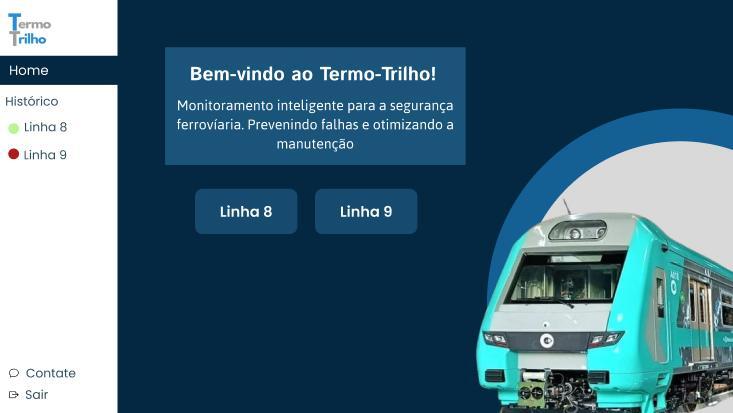 Termo
Trilho
Home
Histórico
Linha 8
Linha 9
Contate
Sair
Bem-vindo ao Termo-Trilho!
Monitoramento inteligente para a segurança
ferrovíaria. Prevenindo falhas e otimizando a
manutenção
Linha 8
Linha 9